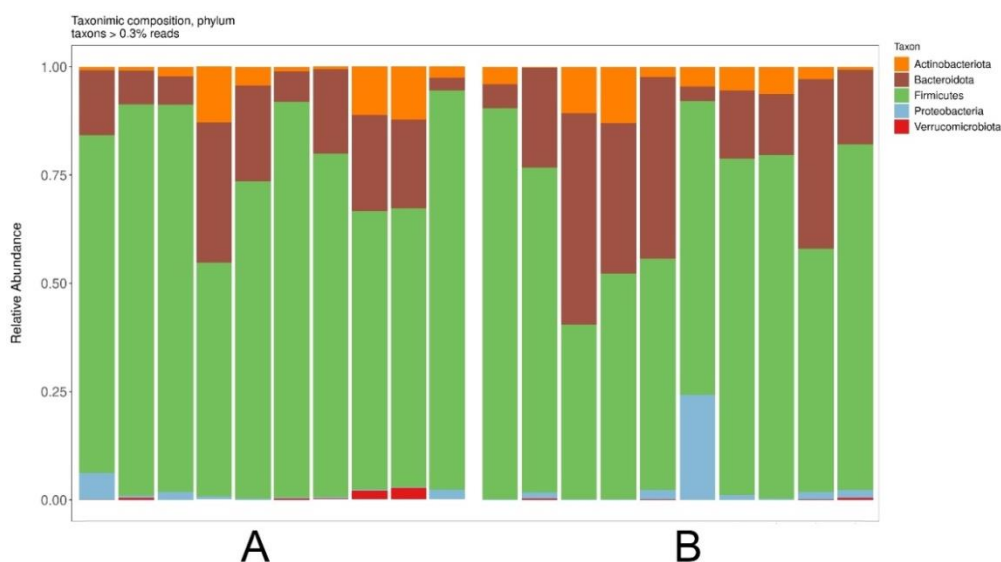 Taxonimic composition, phylum
taxons > 0.3% reads
1.00
0.75
0.50
0.25
0.00
Relative Abundance
Taxon
Actinobacteriota
Bacteroidota
Firmicutes
Proteobacteria
Verrucomicrobiota
A
B